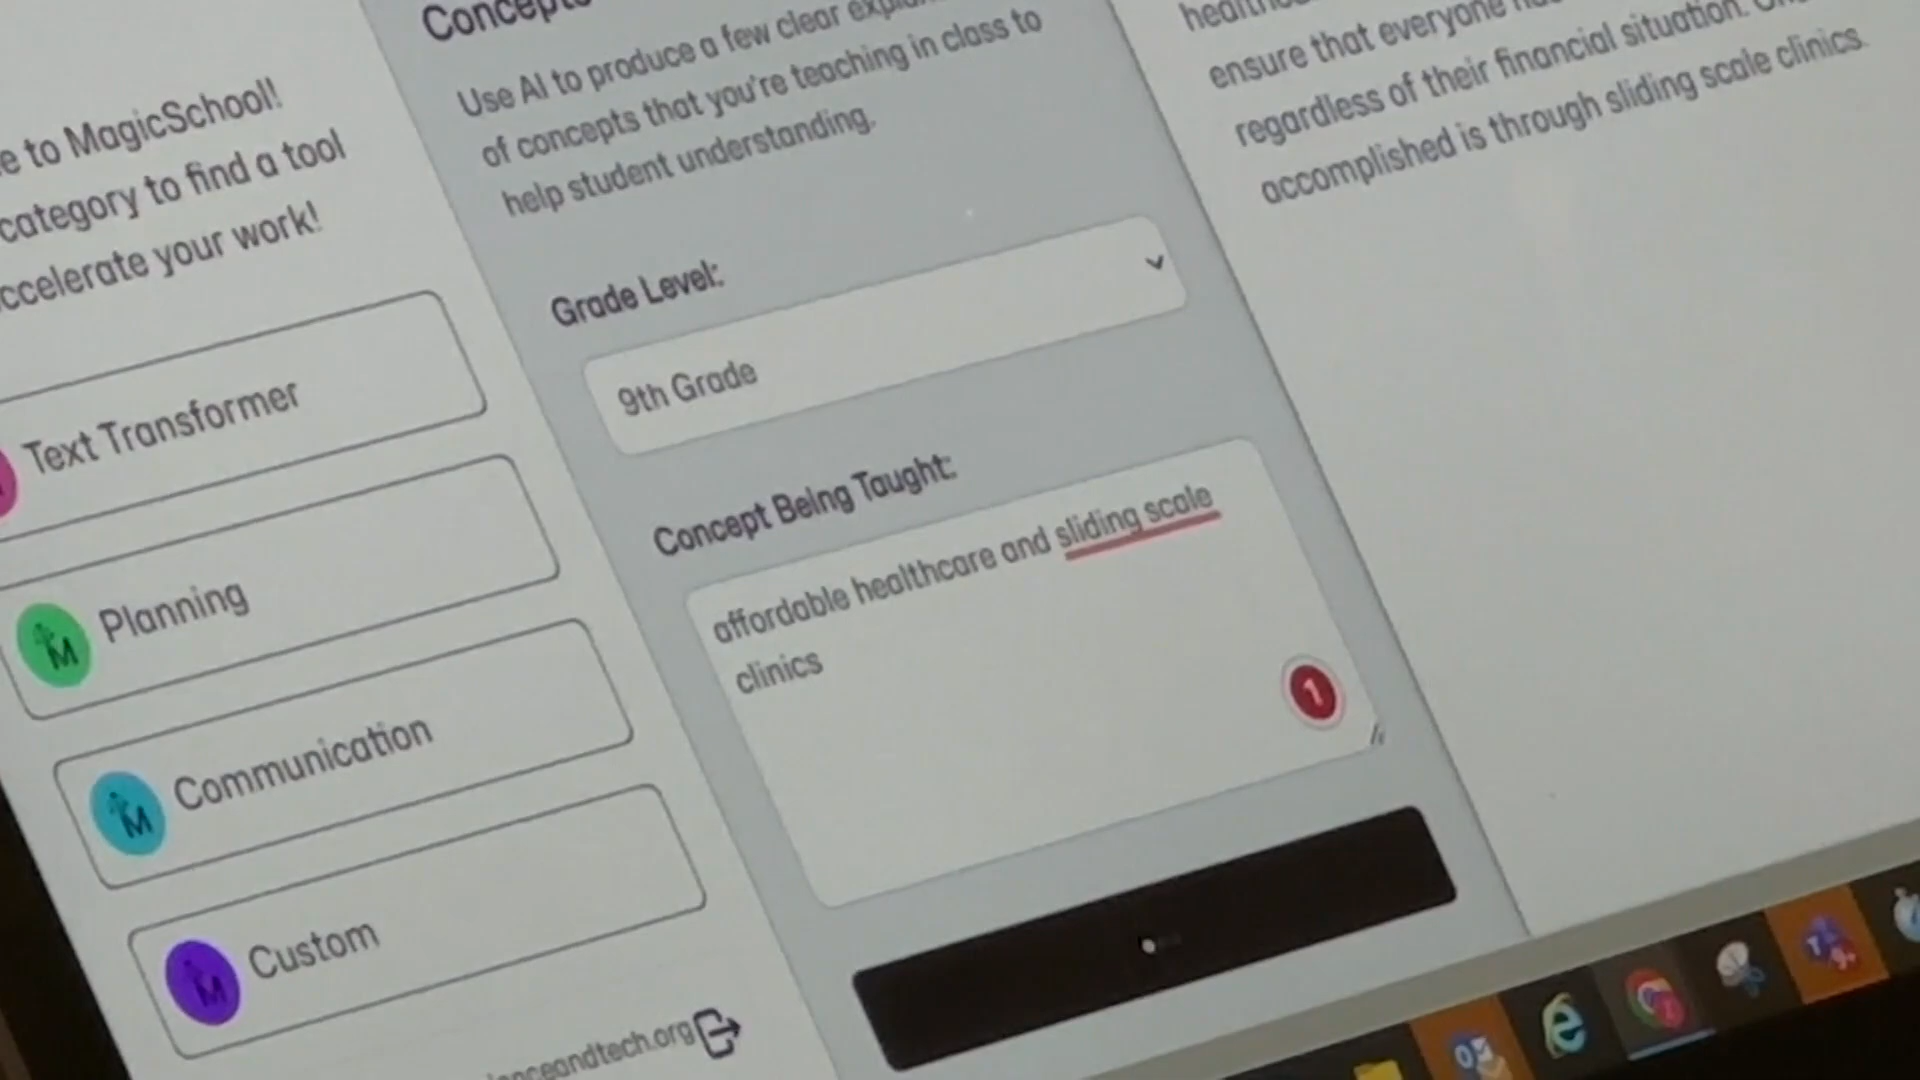 to MagicSchool!
category to find a tool
your work!
Text Transformer
Planning
Communication
Custom
Use AI to produce a few clear
of concepts that you're teaching in class to
help student understanding.
Grade Level:
9th Grade
Concept Being Taught:
affordable healthcare and sliding scale
clinics
1
ensure that everyone
regardless of their financial situation.
accomplished is through sliding scale clinics.